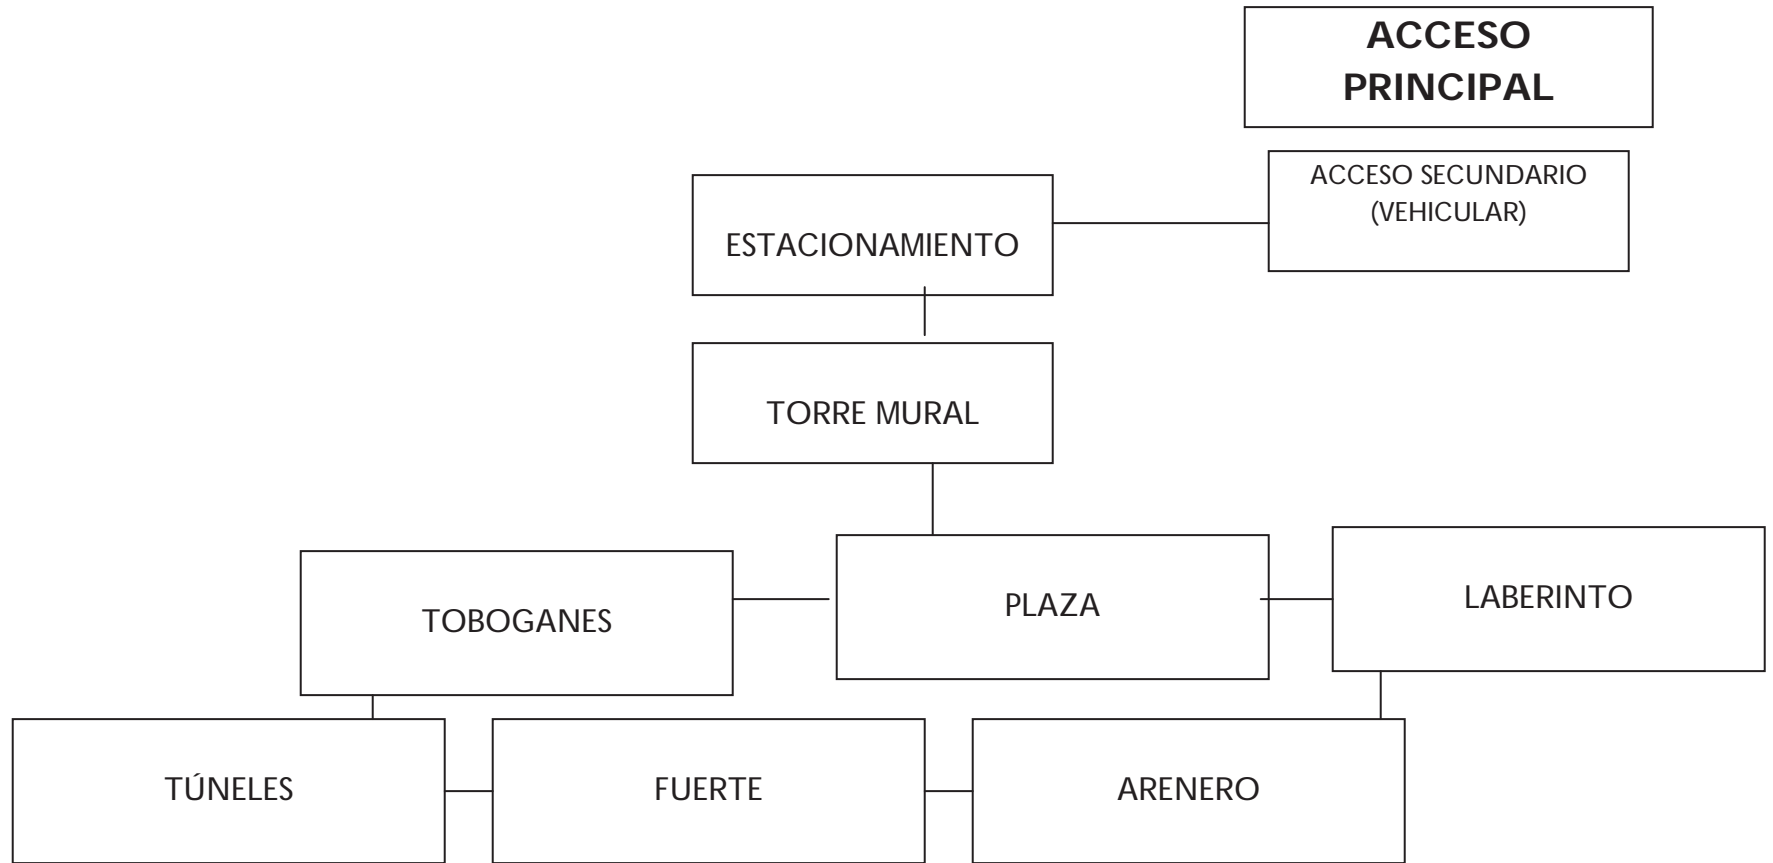 ACCESO
PRINCIPAL
ACCESO SECUNDARIO
(VEHICULAR)
ESTACIONAMIENTO
TORRE MURAL
TOBOGANES
PLAZA
LABERINTO
TÚNELES
FUERTE
ARENERO